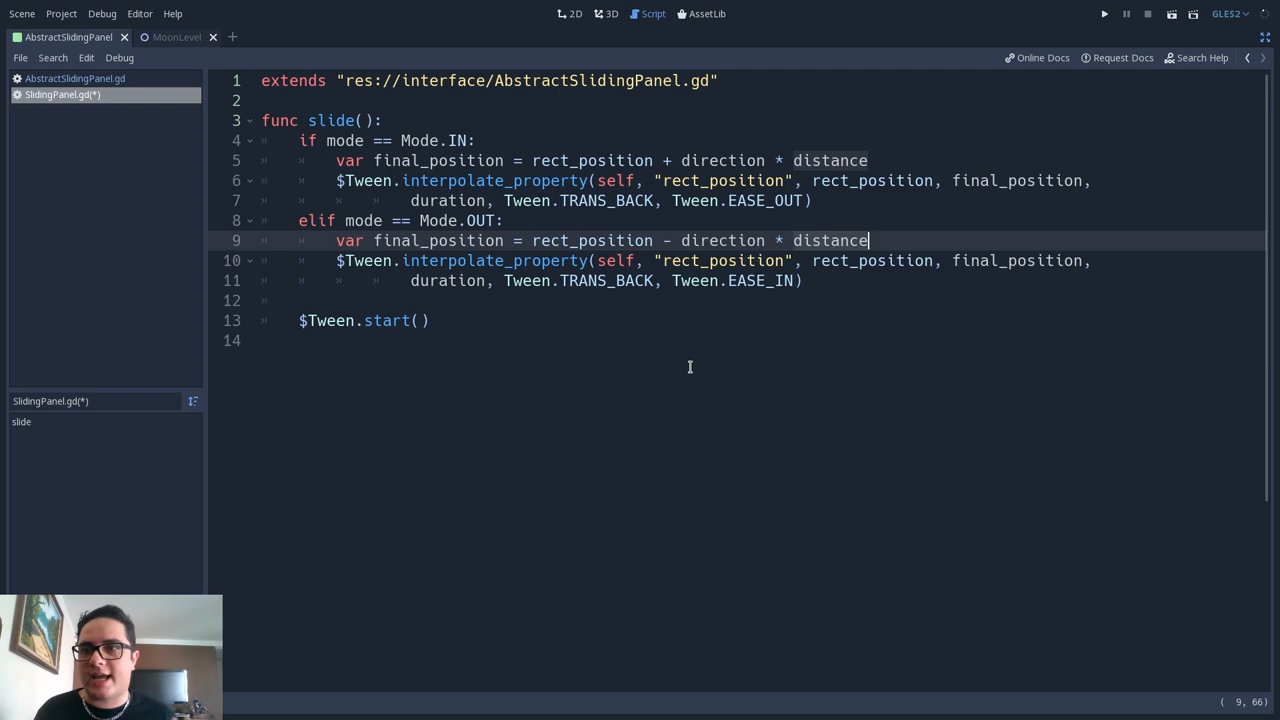 Scene Project Debug Editor Help 2D 3D Script AssetLib GLES2
AbstractSlidingPanel MoonLevel
File Search Edit Debug Online Docs Request Docs Search Help
AbstractSlidingPanel.gd
SlidingPanel.gd(*)
1 extends "res://interface/AbstractSlidingPanel.gd"
2
3 func slide():
4 if mode == Mode.IN:
5 var final_position = rect_position + direction * distance
6 $Tween.interpolate_property(self, "rect_position", rect_position, final_position,
7 duration, Tween.TRANS_BACK, Tween.EASE_OUT)
8 elif mode == Mode.OUT:
9 var final_position = rect_position - direction * distance
10 $Tween.interpolate_property(self, "rect_position", rect_position, final_position,
11 duration, Tween.TRANS_BACK, Tween.EASE_IN)
12
13 $Tween.start()
14
SlidingPanel.gd(*)
slide
( 9, 66)